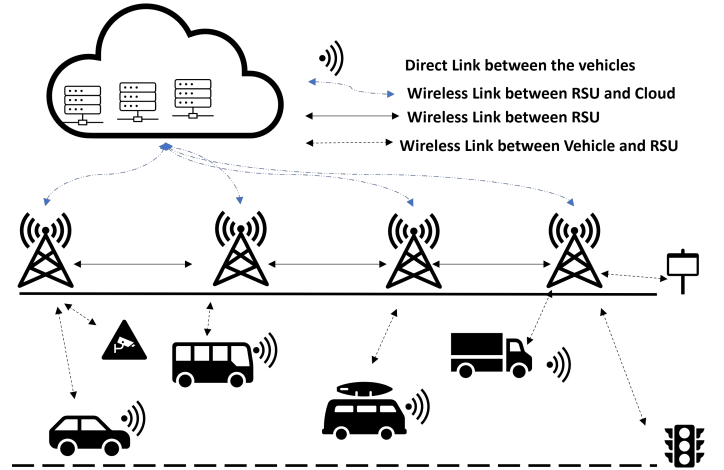 Direct Link between the vehicles
Wireless Link between RSU and Cloud
Wireless Link between RSU
Wireless Link between Vehicle and RSU